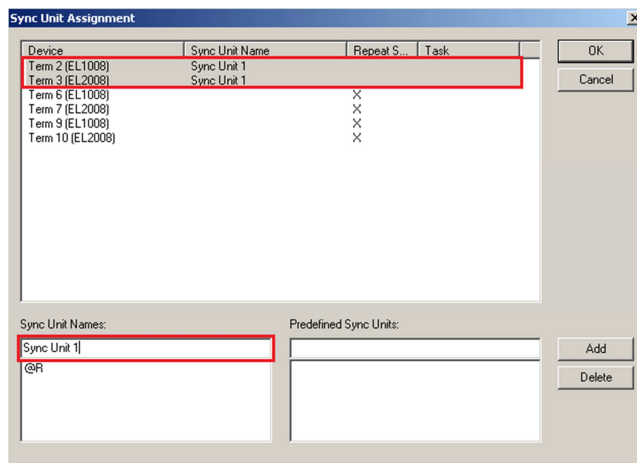 Sync Unit Assignment
Device Sync Unit Name Repeat S... Task
Term 2 (EL1008) Sync Unit 1
Term 3 (EL2008) Sync Unit 1
Term 6 (EL1008) X
Term 7 (EL2008) X
Term 9 (EL1008) X
Term 10 (EL2008) X
OK
Cancel
Sync Unit Names:
Predefined Sync Units:
Sync Unit 1
@R
Add
Delete